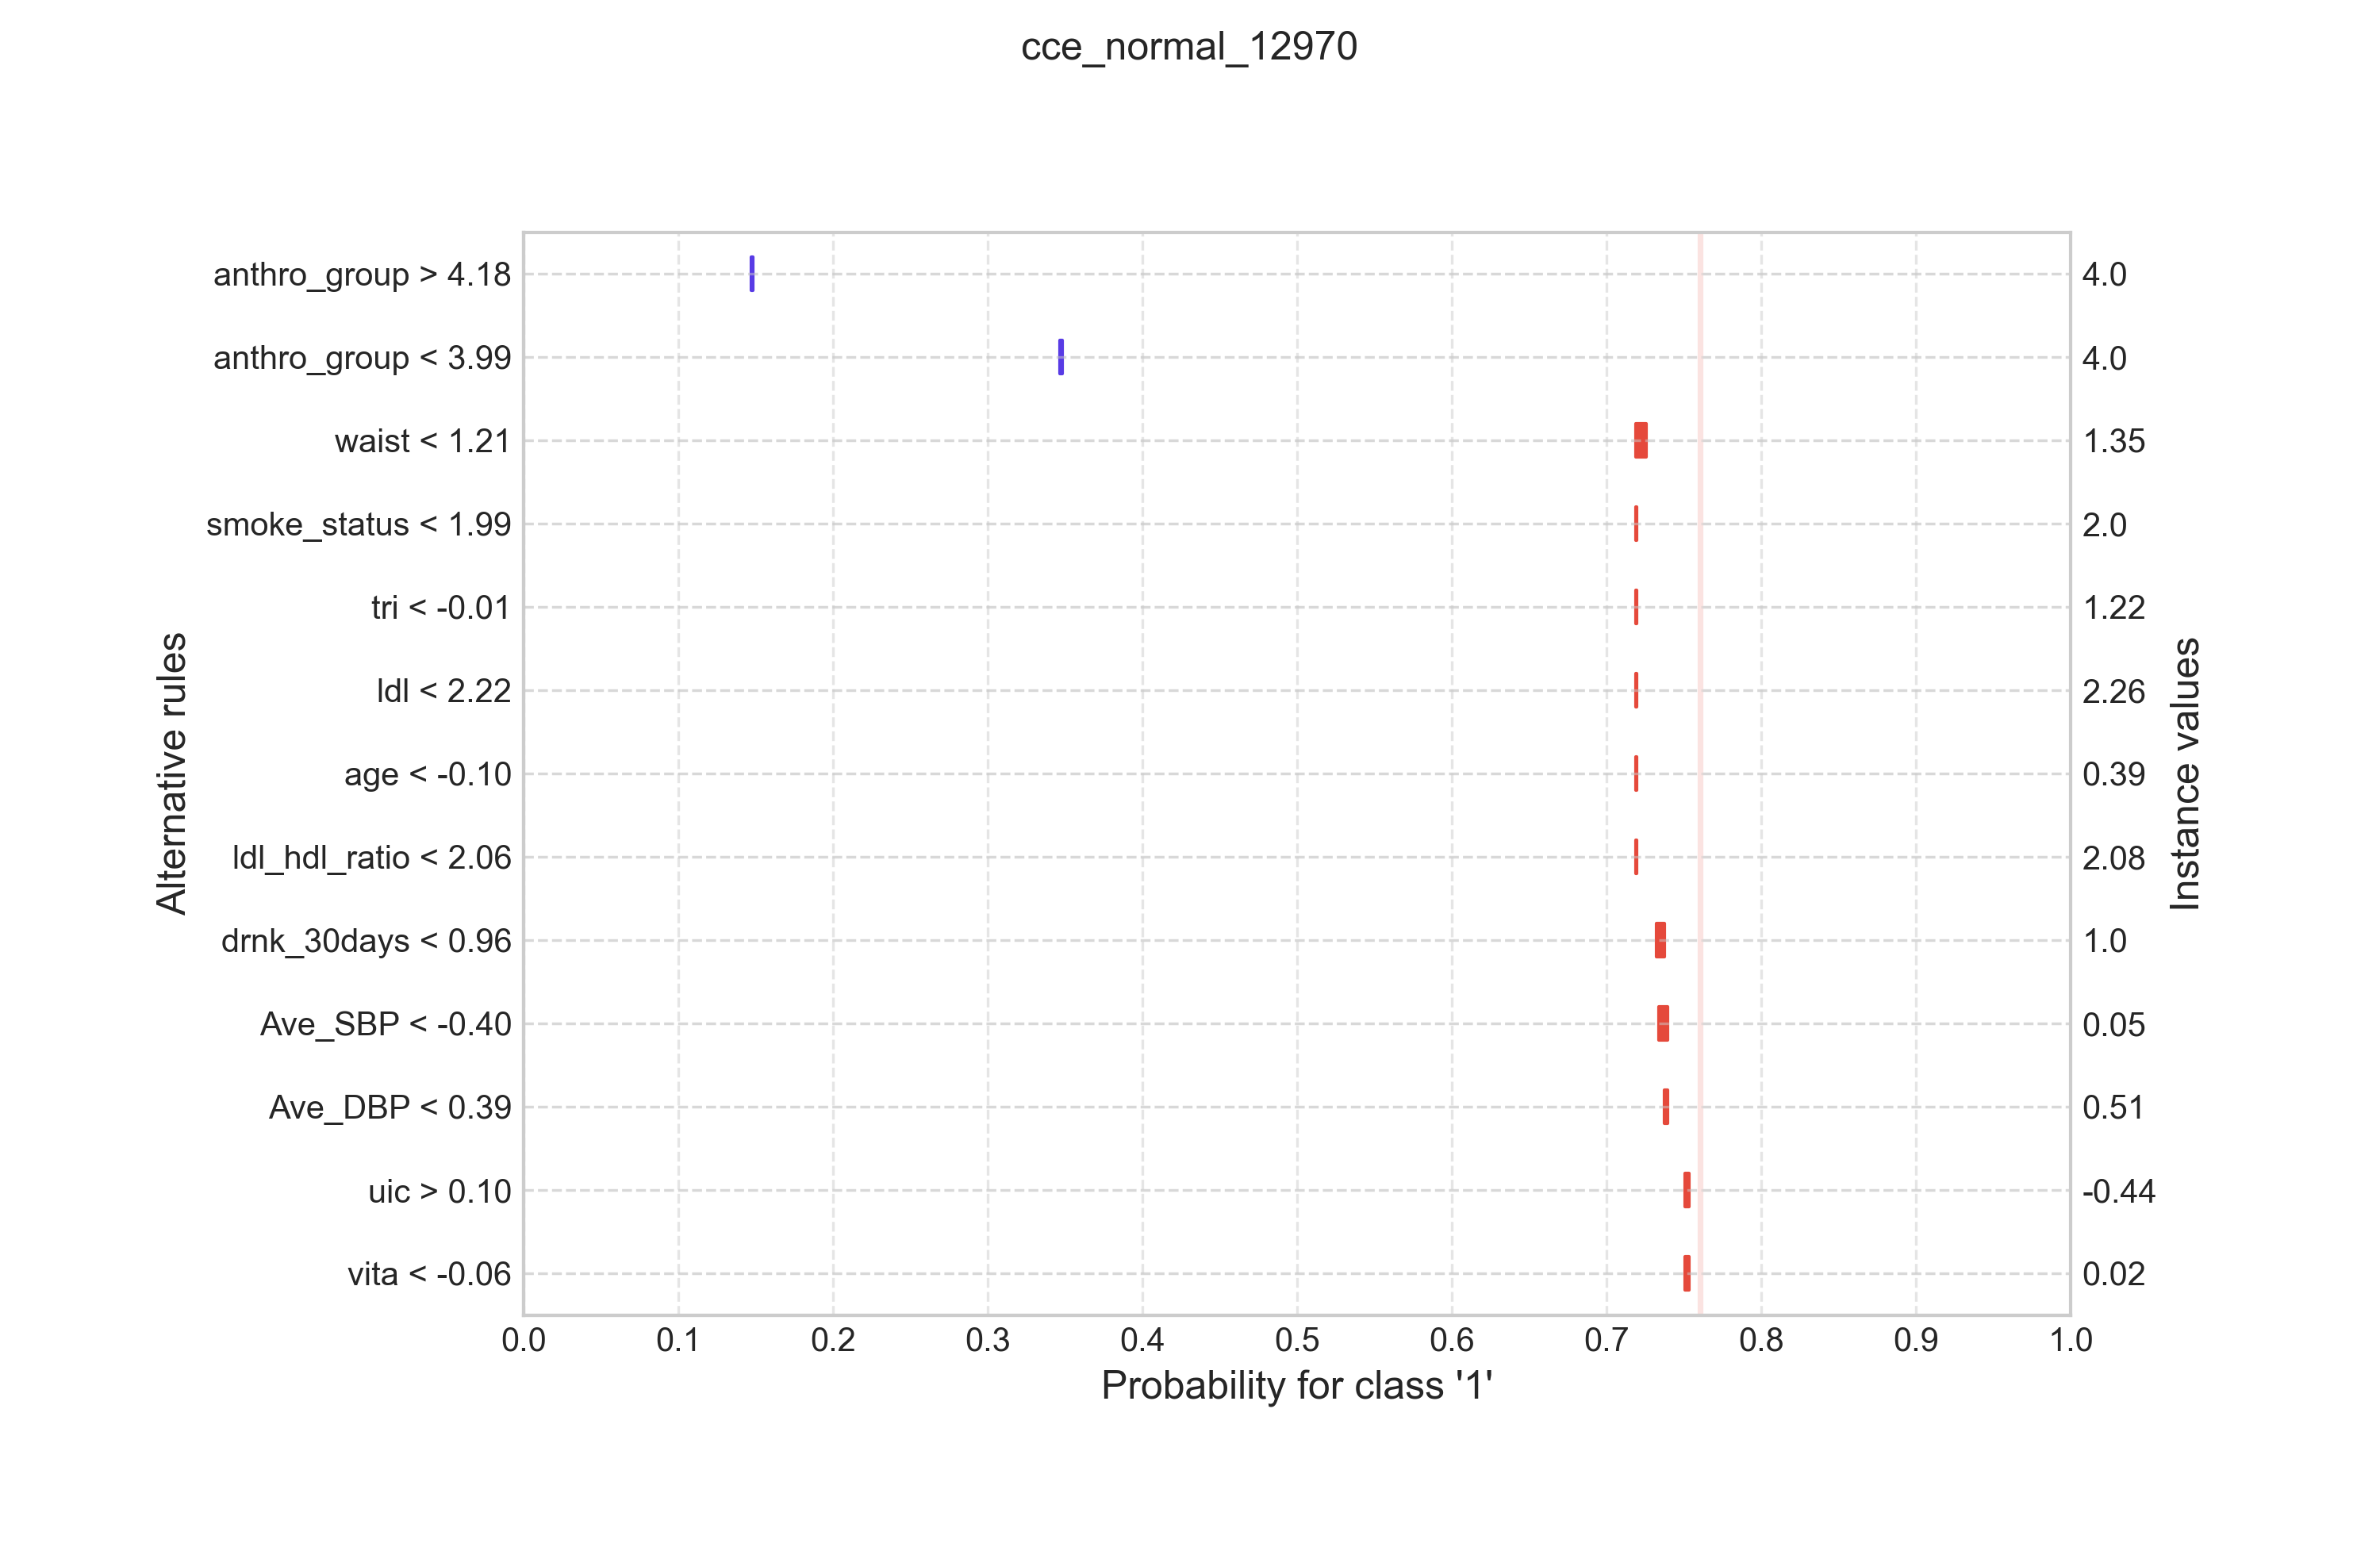 cce_normal_12970
anthro_group > 4.18 4.0
anthro_group < 3.99 4.0
waist < 1.21 1.35
smoke_status < 1.99 2.0
tri < -0.01 1.22
ldl < 2.22 2.26
age < -0.10 0.39
ldl_hdl_ratio < 2.06 2.08
drnk_30days < 0.96 1.0
Ave_SBP < -0.40 0.05
Ave_DBP < 0.39 0.51
uic > 0.10 -0.44
vita < -0.06 0.02
Alternative rules
Instance values
0.0 0.1 0.2 0.3 0.4 0.5 0.6 0.7 0.8 0.9 1.0
Probability for class '1'